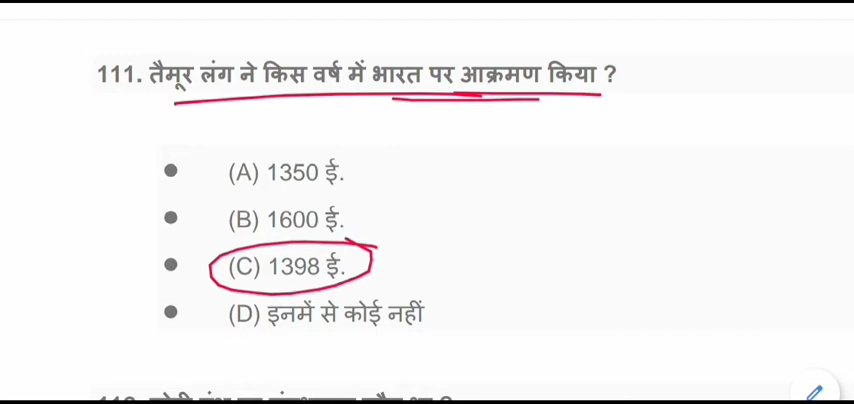 111. तैमूर लंग ने किस वर्ष में भारत पर आक्रमण किया ?
(A) 1350 ई.
(B) 1600 ई.
(C) 1398 ई.
(D) इनमें से कोई नहीं